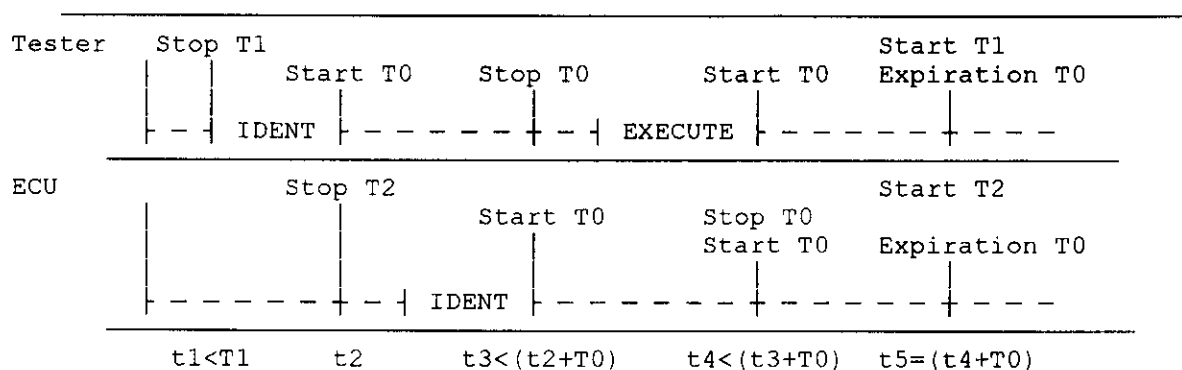 Tester Stop T1 Start T1
Start T0 Stop T0 Start T0 Expiration T0
IDENT EXECUTE
ECU Stop T2 Start T2
Start T0 Stop T0
Start T0 Expiration T0
IDENT
t1<T1 t2 t3<(t2+T0) t4<(t3+T0) t5=(t4+T0)